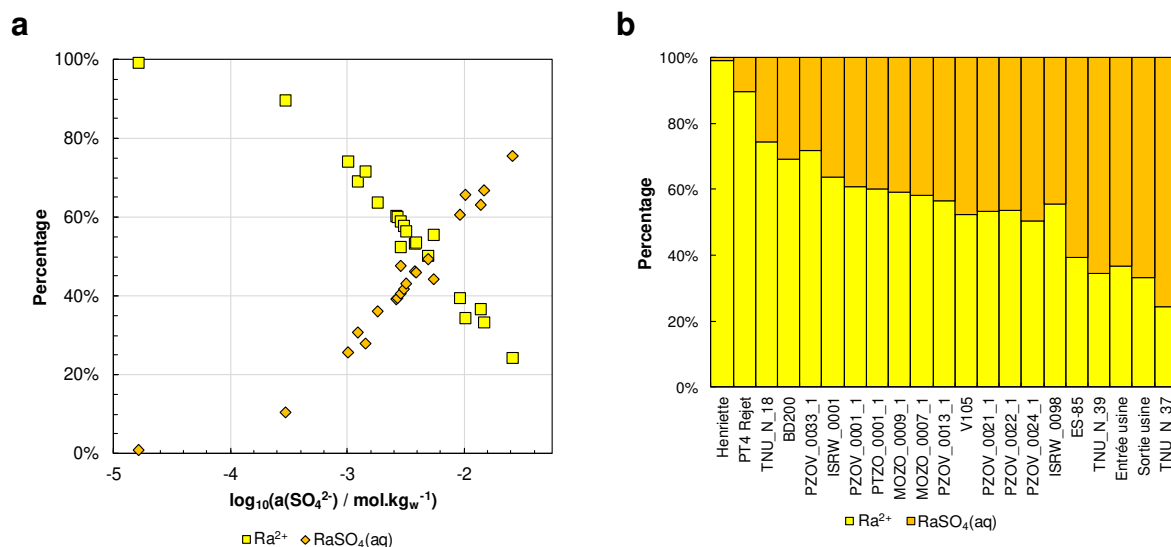 a
100%
80%
60%
40%
20%
0%
Percentage
-5
-4
-3
-2
log₁₀(a(SO₄²⁻) / mol.kg_w⁻¹)
Ra²⁺
RaSO₄(aq)
b
100%
80%
60%
40%
20%
0%
Percentage
Henriette
PT4 Rejet
TNU_N_18
BD200
PZOV_0033_1
ISRW_0001
PZOV_0001_1
PTZO_0001_1
MOZO_0009_1
MOZO_0007_1
PZOV_0013_1
V105
PZOV_0021_1
PZOV_0022_1
PZOV_0024_1
ISRW_0098
ES-85
TNU_N_39
Entrée usine
Sortie usine
TNU_N_37
Ra²⁺
RaSO₄(aq)